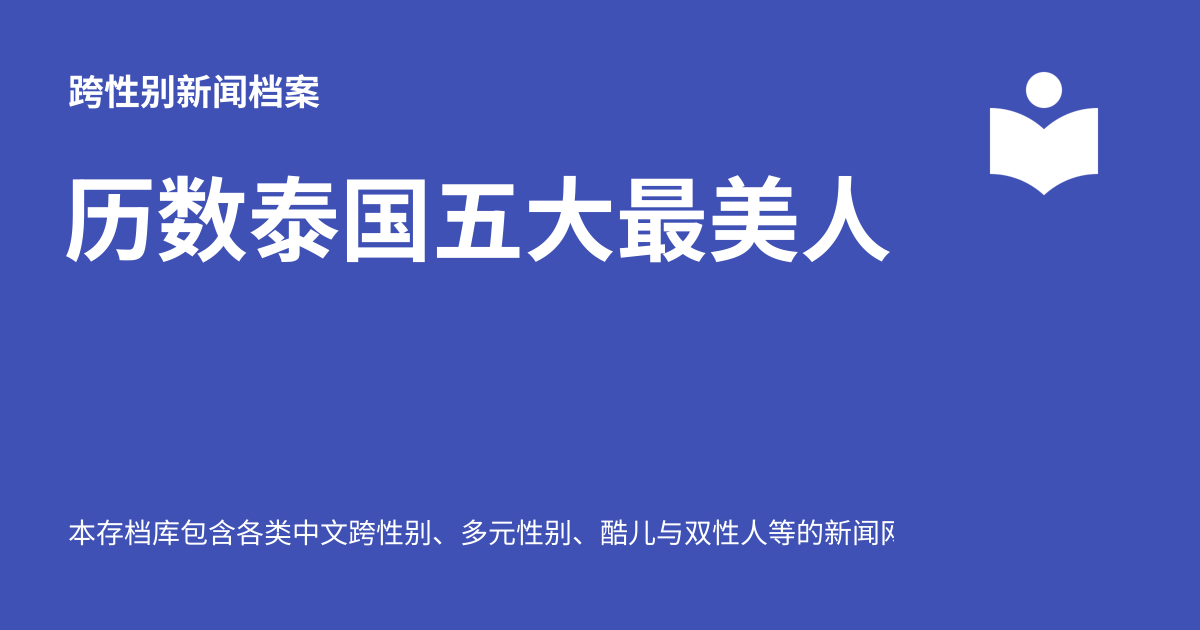 跨性别新闻档案
历数泰国五大最美人
本存档库包含各类中文跨性别、多元性别、酷儿与双性人等的新闻